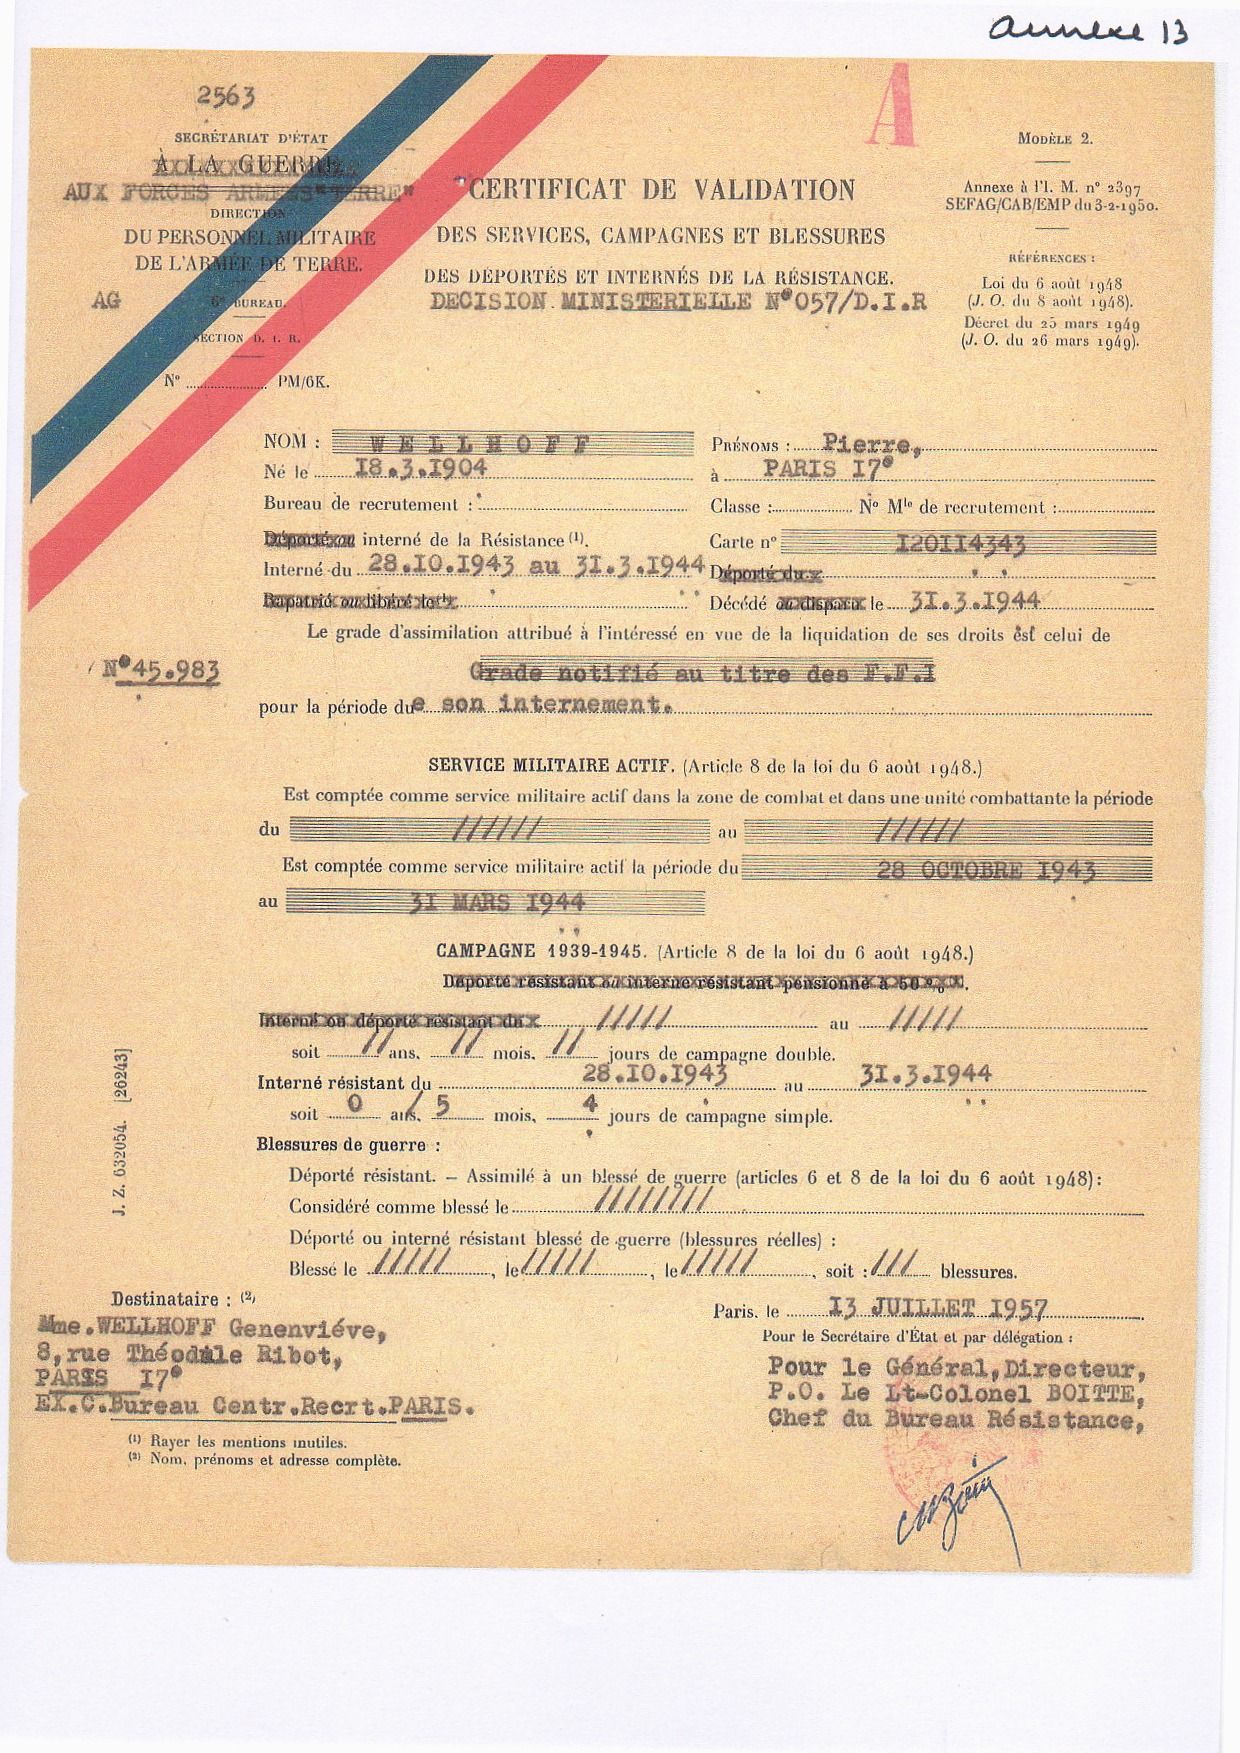 Annexe 13
2563
A
SECRÉTARIAT D'ÉTAT
À LA GUERRE
AUX FORCES ARMEES "TERRE"
DIRECTION
DU PERSONNEL MILITAIRE
DE L'ARMÉE DE TERRE.
AG 6e BUREAU.
SECTION D. I. R.
N° PM/6K.
"CERTIFICAT DE VALIDATION
DES SERVICES, CAMPAGNES ET BLESSURES
DES DÉPORTÉS ET INTERNÉS DE LA RÉSISTANCE.
DECISION MINISTERIELLE N°057/D.I.R
MODÈLE 2.
Annexe à l'I. M. n° 2397
SEFAG/CAB/EMP du 3-2-1950.
RÉFÉRENCES :
Loi du 6 août 1948
(J. O. du 8 août 1948).
Décret du 25 mars 1949
(J. O. du 26 mars 1949).
NOM : WELLHOFF PRÉNOMS : Pierre,
Né le 18.3.1904 à PARIS 17°
Bureau de recrutement : Classe : N° Mle de recrutement :
Déporté ou interné de la Résistance (1). Carte n° I20II4343
Interné du 28.10.1943 au 31.3.1944 Déporté du
Rapatrié ou libéré le (1) Décédé ou disparu le 31.3.1944
Le grade d'assimilation attribué à l'intéressé en vue de la liquidation de ses droits est celui de
N°45.983 Grade notifié au titre des F.F.I
pour la période de son internement.
SERVICE MILITAIRE ACTIF. (Article 8 de la loi du 6 août 1948.)
Est comptée comme service militaire actif dans la zone de combat et dans une unité combattante la période
du ////// au //////
Est comptée comme service militaire actif la période du 28 OCTOBRE 1943
au 31 MARS 1944
CAMPAGNE 1939-1945. (Article 8 de la loi du 6 août 1948.)
Déporté résistant ou interné résistant pensionné à 50 %.
Interné ou déporté résistant du ///// au /////
soit // ans, // mois, // jours de campagne double.
Interné résistant du 28.10.1943 au 31.3.1944
soit 0 ans, 5 mois, 4 jours de campagne simple.
Blessures de guerre :
Déporté résistant. – Assimilé à un blessé de guerre (articles 6 et 8 de la loi du 6 août 1948) :
Considéré comme blessé le /////////
Déporté ou interné résistant blessé de guerre (blessures réelles) :
Blessé le //////, le//////, le//////, soit : /// blessures.
J. Z. 632054. [26243]
Destinataire : (2)
Mme.WELLHOFF Genenviéve,
8,rue Théodule Ribot,
PARIS 17°
EX.C.Bureau Centr.Recrt.PARIS.
(1) Rayer les mentions inutiles.
(2) Nom, prénoms et adresse complète.
Paris, le 13 JUILLET 1957
Pour le Secrétaire d'État et par délégation :
Pour le Général,Directeur,
P.O. Le Lt-Colonel BOITTE,
Chef du Bureau Résistance,